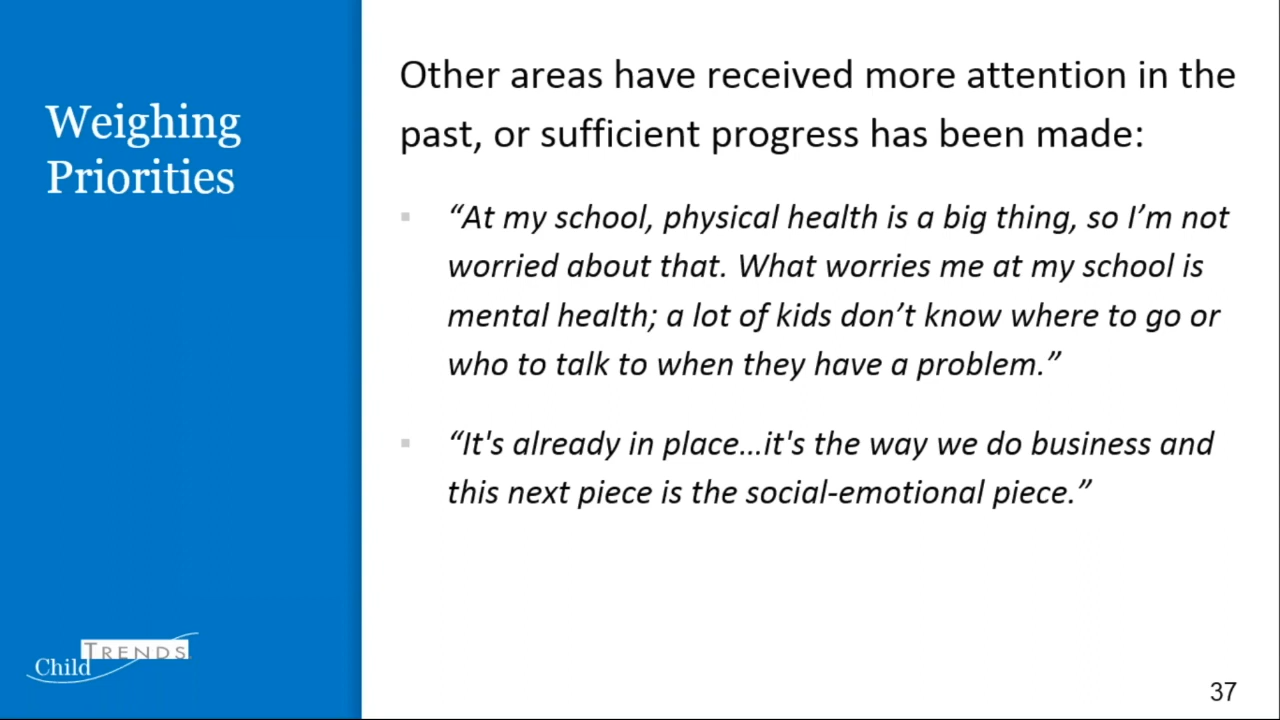 Weighing
Priorities
Other areas have received more attention in the
past, or sufficient progress has been made:
“At my school, physical health is a big thing, so I’m not
worried about that. What worries me at my school is
mental health; a lot of kids don’t know where to go or
who to talk to when they have a problem.”
“It's already in place…it's the way we do business and
this next piece is the social-emotional piece.”
Child TRENDS
37